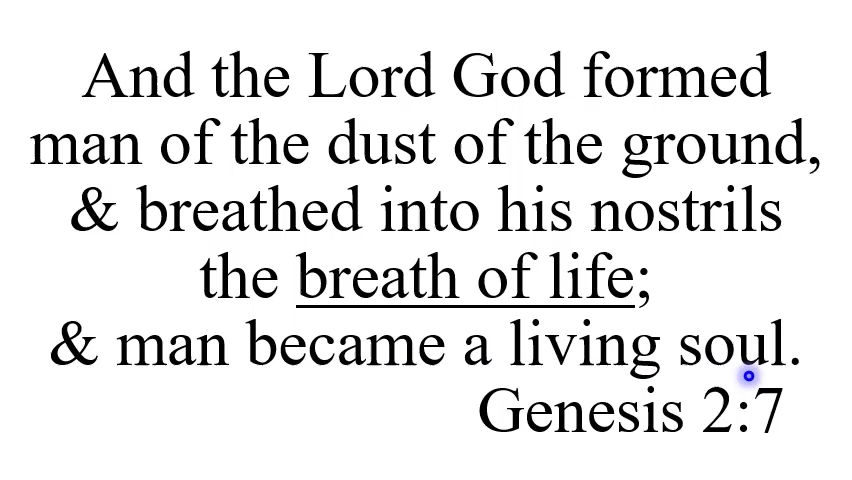 And the Lord God formed
man of the dust of the ground,
& breathed into his nostrils
the breath of life;
& man became a living soul.
Genesis 2:7